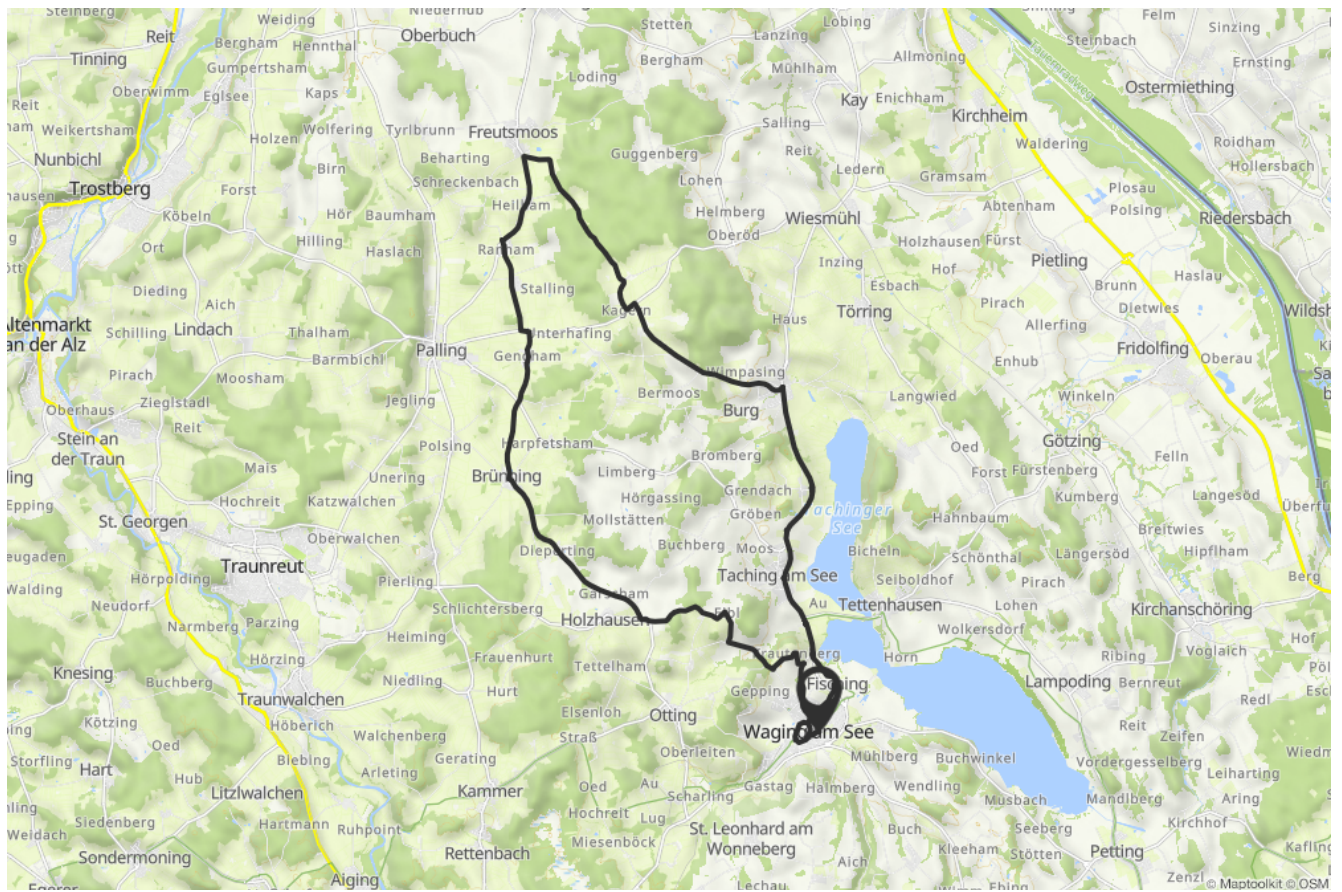 Steinberg
Reit
Weiding
Niederhub
Stetten
Lanzing
Lobing
Felm
Sinzing
Bergham
Hennthal
Oberbuch
Bergham
Mühlham
Allmoning
Steinbach
Ernsting
Tinning
Gumpertsham
Loding
Ostermiething
Oberwimm
Eglsee
Kaps
Kay
Enichham
Reit
Kirchheim
Weikertsham
Wolfering
Tyrlbrunn
Freutsmoos
Salling
Roidham
Holzen
Waldering
Nunbichl
Birn
Beharting
Guggenberg
Reit
Ledern
Höllersbach
Trostberg
Forst
Schreckenbach
Lohen
Gramsam
Plosau
Hör
Baumham
Heilham
Helmberg
Wiesmühl
Abtenham
Polsing
Riedersbach
Köbeln
Oberöd
Ort
Hilling
Haslach
Holzhausen
Fürst
Pietling
Inzing
Hof
Haslau
Dieding
Stalling
Esbach
Brunn
Aich
Pirach
Dietwies
Altenmarkt
an der Alz
Schilling
Lindach
Thalham
Unterhafing
Haus
Törring
Allerfing
Barmbichl
Palling
Fridolfing
Oberau
Pirach
Moosham
Enhub
Wimpasing
Oberhaus
Zieglstadl
Jegling
Bermoos
Burg
Langwied
Winkeln
Stein an
der Traun
Reit
Polsing
Harpfetsham
Bromberg
Oed
Götzing
Felln
Mais
Limberg
Forst
Fürstenberg
Unering
Brünning
Grendach
Kumberg
Langesöd
Epping
Hochreit
Katzwalchen
Hörgassing
Gröben
Tachinger
See
Hahnbaum
St. Georgen
Mollstätten
Breitwies
Oberwalchen
Dieperting
Buchberg
Moos
Bicheln
Schönthal
Längersöd
Hipflham
Traunreut
Hörpolding
Pierling
Taching am See
Seiboldhof
Pirach
Berg
Walding
Neudorf
Garscham
Au
Tettenhausen
Lohen
Kirchanschöring
Narmberg
Parzing
Schlichtersberg
Holzhausen
Wolkersdorf
Heiming
Hof
Knesing
Hörzing
Frauenhurt
Tettelham
Krautenberg
Horn
Ribing
Voglaich
Buchberg
Niedling
Gepping
Fisching
Lampoding
Bernreut
Redl
Kötzing
Traunwalchen
Hurt
Elsenloh
Otting
Reit
Oed
Höberich
Walchenberg
Straß
Waging am See
Zeifen
Storfling
Biebing
Gerating
Oberleiten
Mühlberg
Buchwinkel
Vordergesselberg
Hart
Hub
Arleting
Oed
Au
Gastag
Halmberg
Wendling
Leiharting
Litzlwalchen
Kammer
Scharling
Musbach
Mandlberg
Aring
Siedenberg
Hartmann
Ruhpoint
Hochreit
Lug
St. Leonhard am
Wonneberg
Buch
Seeberg
Kirchhof
Weidach
Miesenböck
Kleeham
Stötten
Petting
Sondermoning
Rettenbach
Aich
Aiging
Lechau
Zenzl
© Maptoolkit © OSM